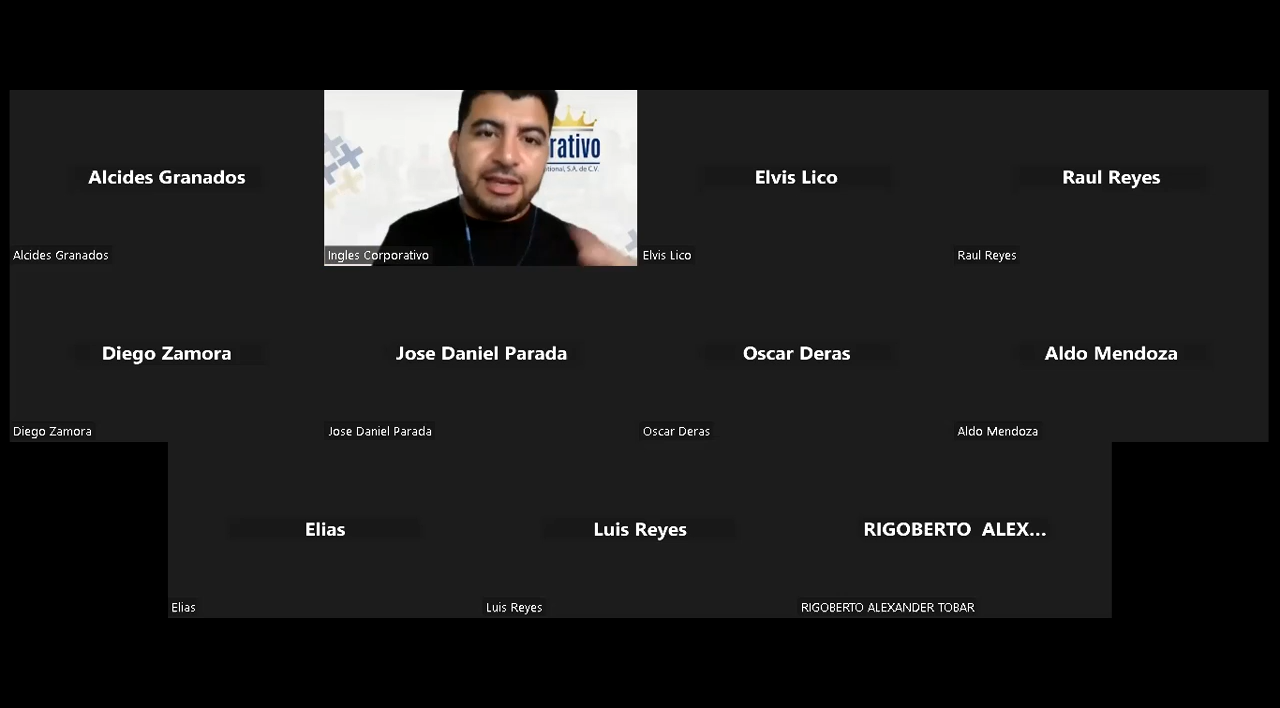 Alcides Granados
rativo
Elvis Lico
Raul Reyes
Alcides Granados
Ingles Corporativo
Elvis Lico
Raul Reyes
Diego Zamora
Jose Daniel Parada
Oscar Deras
Aldo Mendoza
Diego Zamora
Jose Daniel Parada
Oscar Deras
Aldo Mendoza
Elias
Luis Reyes
RIGOBERTO ALEX...
Elias
Luis Reyes
RIGOBERTO ALEXANDER TOBAR